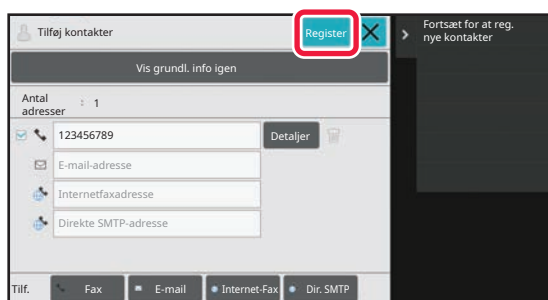 Tilføj kontakter
Register
Fortsæt for at reg.
nye kontakter
Vis grundl. info igen
Antal
adresser : 1
123456789
Detaljer
E-mail-adresse
Internetfaxadresse
Direkte SMTP-adresse
Tilf.
Fax
E-mail
Internet-Fax
Dir. SMTP